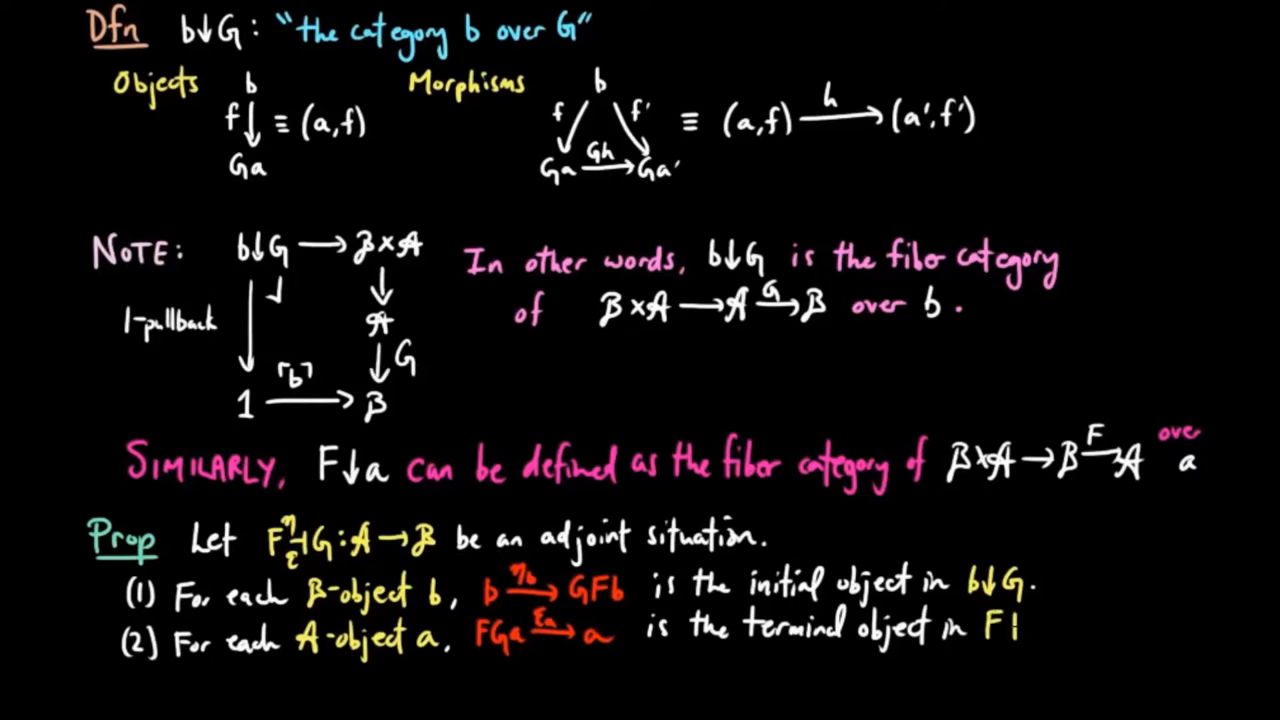 Dfn b↓G: "the category b over G"
Objects b Morphisms b
f ≡ (a,f) f f' ≡ (a,f) h (a',f')
Ga Ga Gh Ga'
NOTE: b↓G → B×A In other words, b↓G is the fiber category
1-pullback A of B×A → A G→ B over b.
G
1 ⌜b⌝ B
SIMILARLY, F↓a can be defined as the fiber category of B×A → B F→ A over a
Prop Let F η⊣ε G : A → B be an adjoint situation.
(1) For each B-object b, b ηb→ GFb is the initial object in b↓G.
(2) For each A-object a, FGa εa→ a is the terminal object in F |